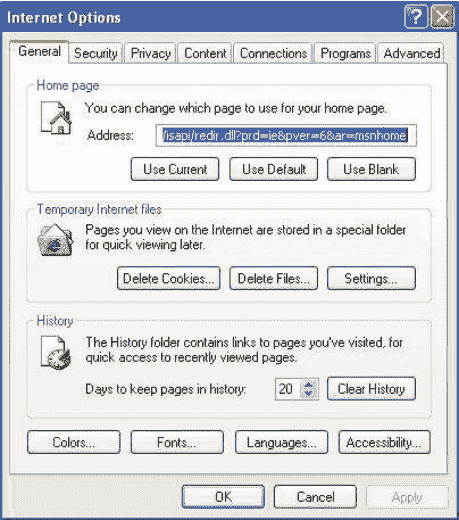 Internet Options
General Security Privacy Content Connections Programs Advanced
Home page
You can change which page to use for your home page.
Address: /isapi/redir.dll?prd=ie&pver=6&ar=msnhome
Use Current Use Default Use Blank
Temporary Internet files
Pages you view on the Internet are stored in a special folder
for quick viewing later.
Delete Cookies... Delete Files... Settings...
History
The History folder contains links to pages you've visited, for
quick access to recently viewed pages.
Days to keep pages in history: 20 Clear History
Colors... Fonts... Languages... Accessibility...
OK Cancel Apply